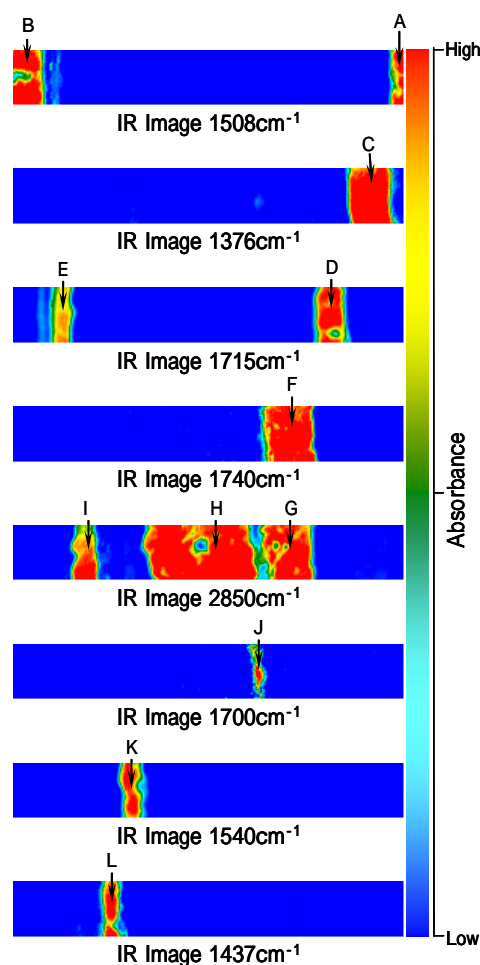 B
A
High
IR Image 1508cm⁻¹
C
IR Image 1376cm⁻¹
E
D
IR Image 1715cm⁻¹
F
IR Image 1740cm⁻¹
Absorbance
I
H
G
IR Image 2850cm⁻¹
J
IR Image 1700cm⁻¹
K
IR Image 1540cm⁻¹
L
Low
IR Image 1437cm⁻¹